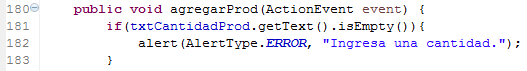 180 public void agregarProd(ActionEvent event) {
181 if(txtCantidadProd.getText().isEmpty()){
182 alert(AlertType.ERROR, "Ingresa una cantidad.");
183 }